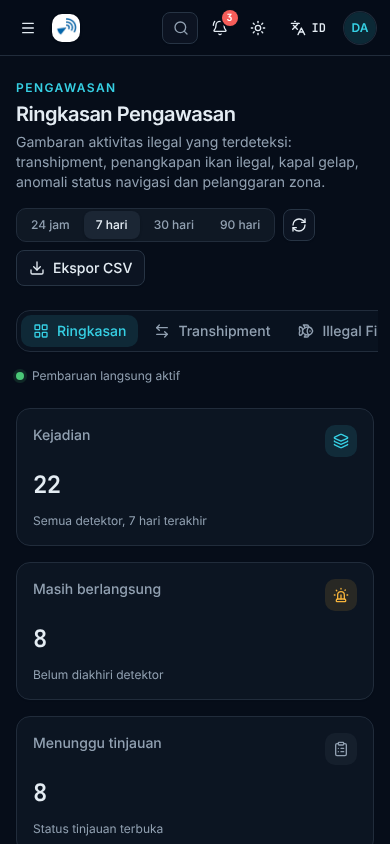 3
ID
DA
PENGAWASAN
Ringkasan Pengawasan
Gambaran aktivitas ilegal yang terdeteksi:
transhipment, penangkapan ikan ilegal, kapal gelap,
anomali status navigasi dan pelanggaran zona.
24 jam 7 hari 30 hari 90 hari
Ekspor CSV
Ringkasan Transhipment Illegal Fi
Pembaruan langsung aktif
Kejadian
22
Semua detektor, 7 hari terakhir
Masih berlangsung
8
Belum diakhiri detektor
Menunggu tinjauan
8
Status tinjauan terbuka